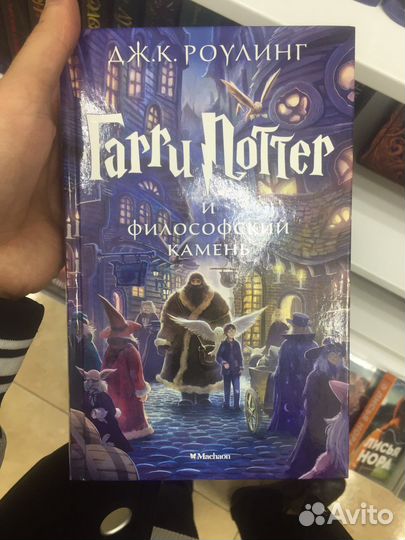 ДЖ.К. РОУЛИНГ
Гарри Поттер
И
ФИЛОСОФСКИЙ
КАМЕНЬ
Machaon
ЛИСЬЯ
НОРА
Avito